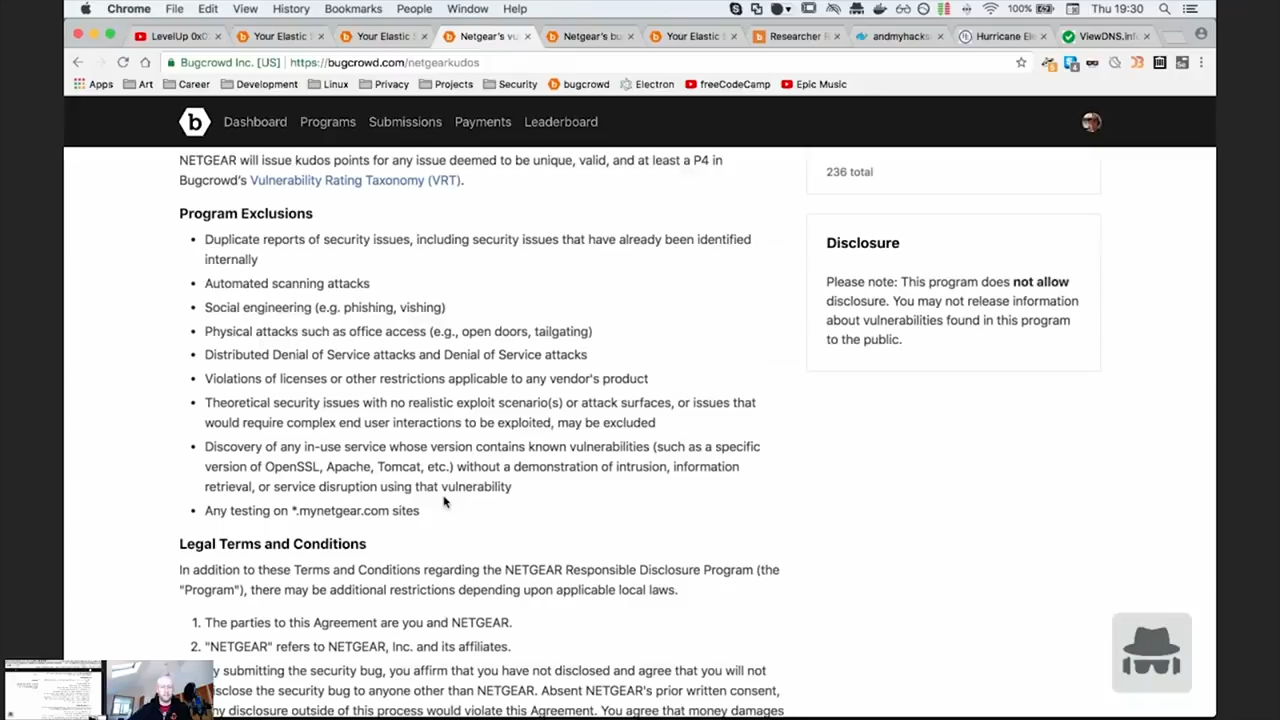 Chrome File Edit View History Bookmarks People Window Help 100% Thu 19:30
LevelUp 0x0 Your Elastic Your Elastic S Netgear's vu Netgear's bu Your Elastic S Researcher R andmyhacks Hurricane Ele ViewDNS.inf
Bugcrowd Inc. [US] https://bugcrowd.com/netgearkudos
Apps Art Career Development Linux Privacy Projects Security bugcrowd Electron freeCodeCamp Epic Music
b Dashboard Programs Submissions Payments Leaderboard
NETGEAR will issue kudos points for any issue deemed to be unique, valid, and at least a P4 in
Bugcrowd's Vulnerability Rating Taxonomy (VRT).
236 total
Program Exclusions
• Duplicate reports of security issues, including security issues that have already been identified
internally
• Automated scanning attacks
• Social engineering (e.g. phishing, vishing)
• Physical attacks such as office access (e.g., open doors, tailgating)
• Distributed Denial of Service attacks and Denial of Service attacks
• Violations of licenses or other restrictions applicable to any vendor's product
• Theoretical security issues with no realistic exploit scenario(s) or attack surfaces, or issues that
would require complex end user interactions to be exploited, may be excluded
• Discovery of any in-use service whose version contains known vulnerabilities (such as a specific
version of OpenSSL, Apache, Tomcat, etc.) without a demonstration of intrusion, information
retrieval, or service disruption using that vulnerability
• Any testing on *.mynetgear.com sites
Disclosure
Please note: This program does not allow
disclosure. You may not release information
about vulnerabilities found in this program
to the public.
Legal Terms and Conditions
In addition to these Terms and Conditions regarding the NETGEAR Responsible Disclosure Program (the
"Program"), there may be additional restrictions depending upon applicable local laws.
1. The parties to this Agreement are you and NETGEAR.
2. "NETGEAR" refers to NETGEAR, Inc. and its affiliates.
y submitting the security bug, you affirm that you have not disclosed and agree that you will not
sclose the security bug to anyone other than NETGEAR. Absent NETGEAR's prior written consent,
ny disclosure outside of this process would violate this Agreement. You agree that money damages